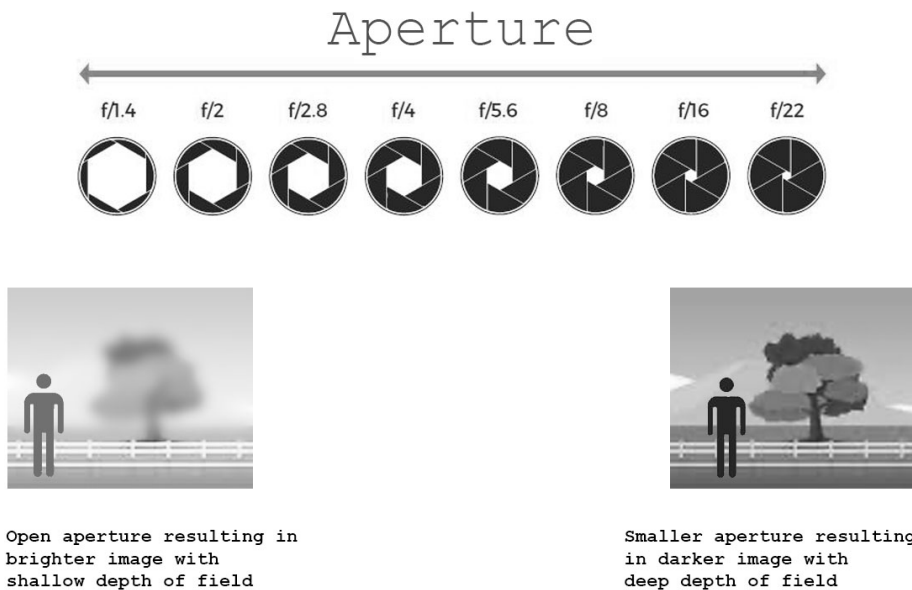 Aperture
f/1.4 f/2 f/2.8 f/4 f/5.6 f/8 f/16 f/22
Open aperture resulting in
brighter image with
shallow depth of field
Smaller aperture resulting
in darker image with
deep depth of field